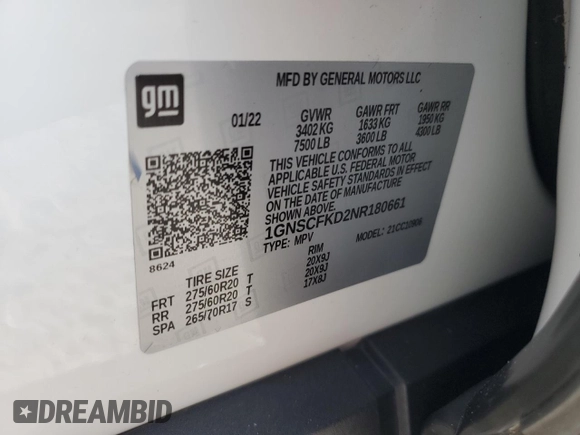 gm
MFD BY GENERAL MOTORS LLC
01/22
GVWR GAWR FRT GAWR RR
3402 KG 1633 KG 1950 KG
7500 LB 3600 LB 4300 LB
THIS VEHICLE CONFORMS TO ALL
APPLICABLE U.S. FEDERAL MOTOR
VEHICLE SAFETY STANDARDS IN EFFECT
ON THE DATE OF MANUFACTURE
SHOWN ABOVE.
1GNSCFKD2NR180661
TYPE: MPV MODEL: 21CC10906
8624
TIRE SIZE RIM
FRT 275/60R20 T 20X9J
RR 275/60R20 T 20X9J
SPA 265/70R17 S 17X8J
DREAMBID